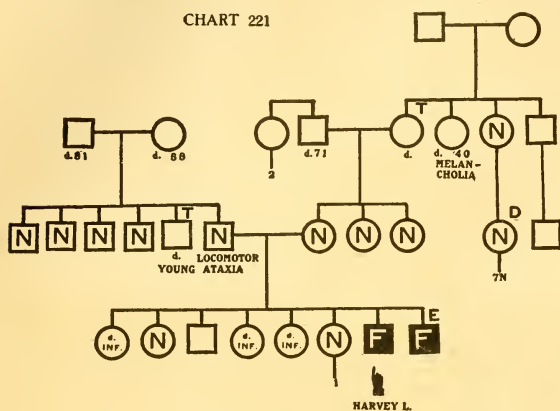 CHART 221
d.81
d. 88
2
d.71
T
d.
d. '40
MELAN-
CHOLIA
N
D
N
7N
N
N
N
N
T
d.
YOUNG
N
LOCOMOTOR
ATAXIA
N
N
N
d.
INF.
N
d.
INF.
d.
INF.
N
F
E
F
HARVEY L.